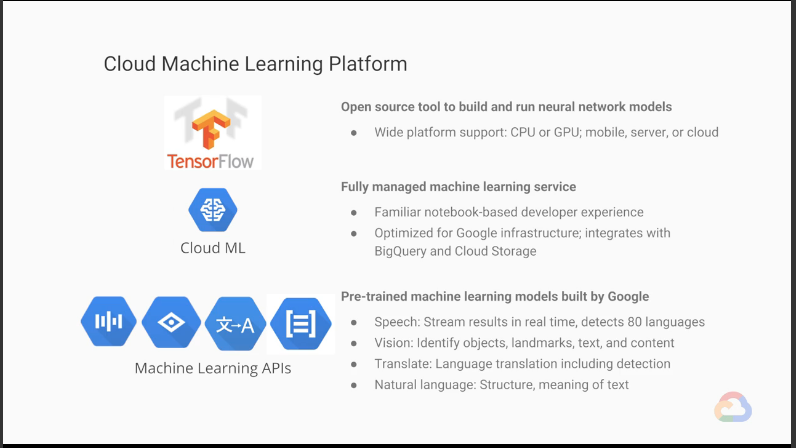 Cloud Machine Learning Platform
TensorFlow
Open source tool to build and run neural network models
● Wide platform support: CPU or GPU; mobile, server, or cloud
Cloud ML
Fully managed machine learning service
● Familiar notebook-based developer experience
● Optimized for Google infrastructure; integrates with
BigQuery and Cloud Storage
文→A
Machine Learning APIs
Pre-trained machine learning models built by Google
● Speech: Stream results in real time, detects 80 languages
● Vision: Identify objects, landmarks, text, and content
● Translate: Language translation including detection
● Natural language: Structure, meaning of text